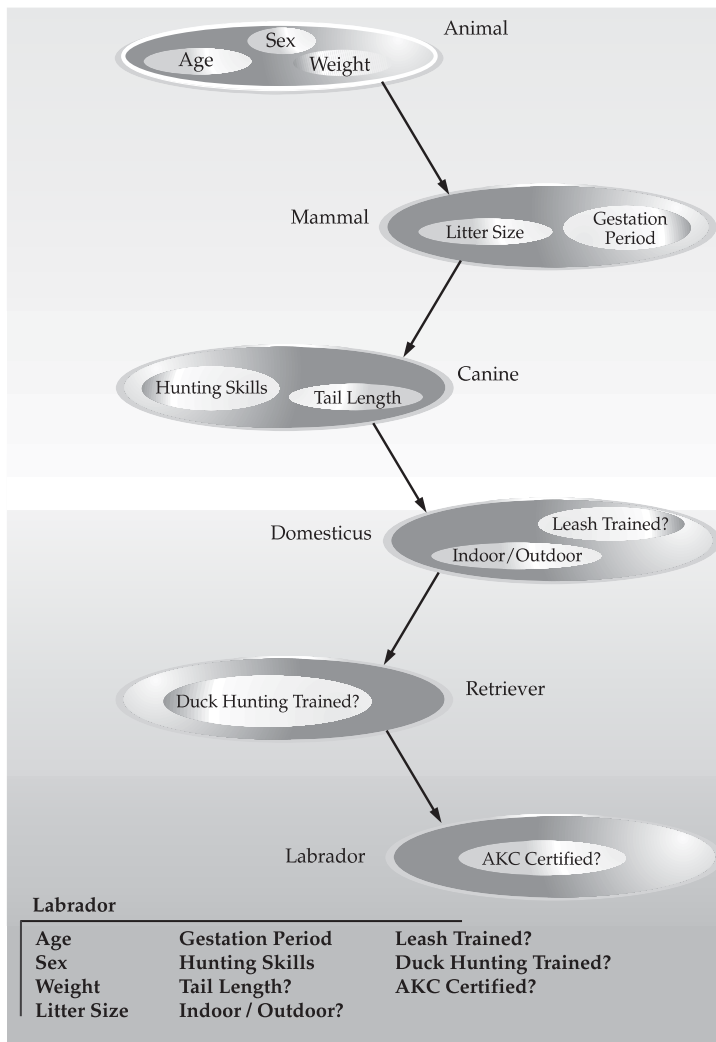 Animal
Sex
Age
Weight
Mammal
Litter Size
Gestation
Period
Canine
Hunting Skills
Tail Length
Domesticus
Leash Trained?
Indoor/Outdoor
Retriever
Duck Hunting Trained?
Labrador
AKC Certified?
Labrador
Age Gestation Period Leash Trained?
Sex Hunting Skills Duck Hunting Trained?
Weight Tail Length? AKC Certified?
Litter Size Indoor / Outdoor?